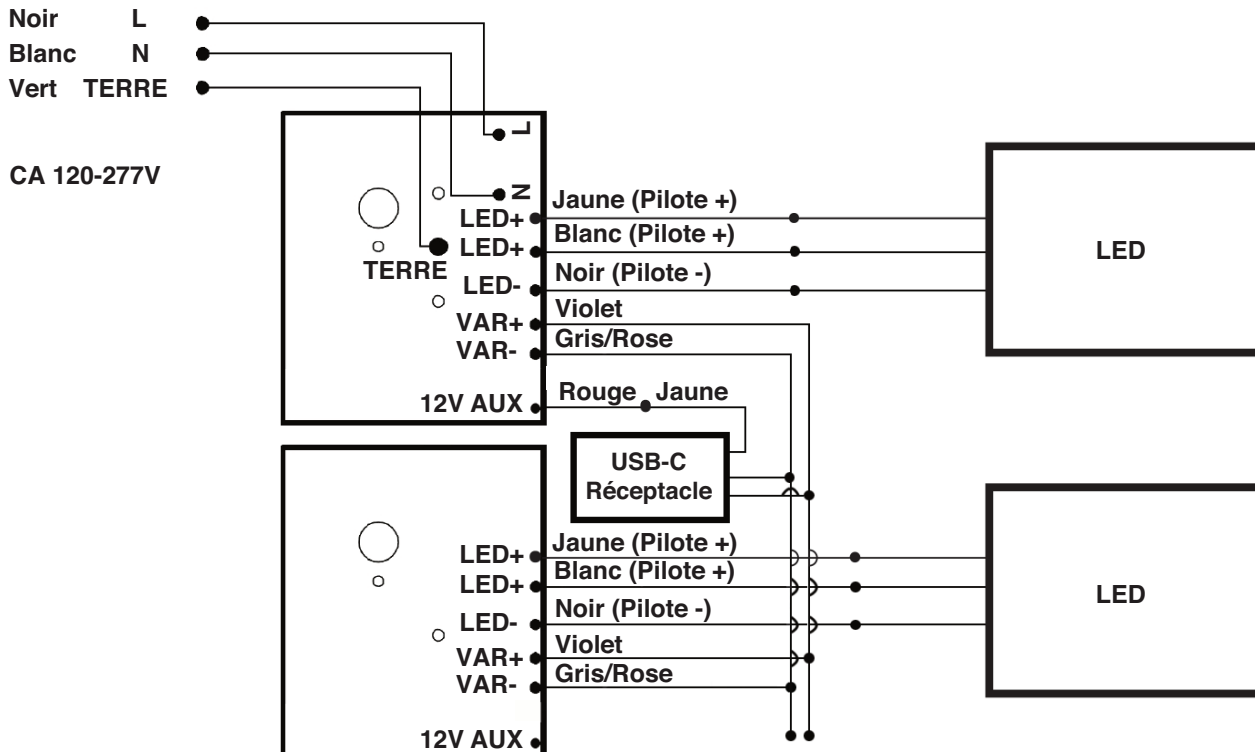 Noir L
Blanc N
Vert TERRE
CA 120-277V
L
N
LED+
Jaune (Pilote +)
LED+
Blanc (Pilote +)
TERRE
LED-
Noir (Pilote -)
VAR+
Violet
VAR-
Gris/Rose
12V AUX
Rouge Jaune
LED
USB-C
Réceptacle
LED+
Jaune (Pilote +)
LED+
Blanc (Pilote +)
LED-
Noir (Pilote -)
VAR+
Violet
VAR-
Gris/Rose
12V AUX
LED